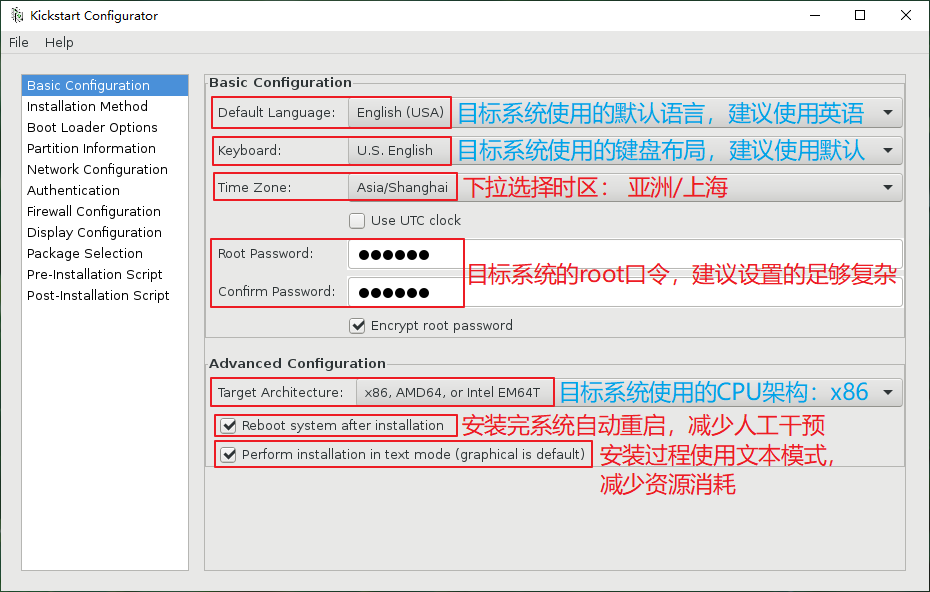 Kickstart Configurator
File Help
Basic Configuration
Installation Method
Boot Loader Options
Partition Information
Network Configuration
Authentication
Firewall Configuration
Display Configuration
Package Selection
Pre-Installation Script
Post-Installation Script
Basic Configuration
Default Language: English (USA) 目标系统使用的默认语言，建议使用英语
Keyboard: U.S. English 目标系统使用的键盘布局，建议使用默认
Time Zone: Asia/Shanghai 下拉选择时区： 亚洲/上海
Use UTC clock
Root Password: ●●●●●●
目标系统的root口令，建议设置的足够复杂
Confirm Password: ●●●●●●
Encrypt root password
Advanced Configuration
Target Architecture: x86, AMD64, or Intel EM64T 目标系统使用的CPU架构：x86
Reboot system after installation 安装完系统自动重启，减少人工干预
Perform installation in text mode (graphical is default) 安装过程使用文本模式，
减少资源消耗